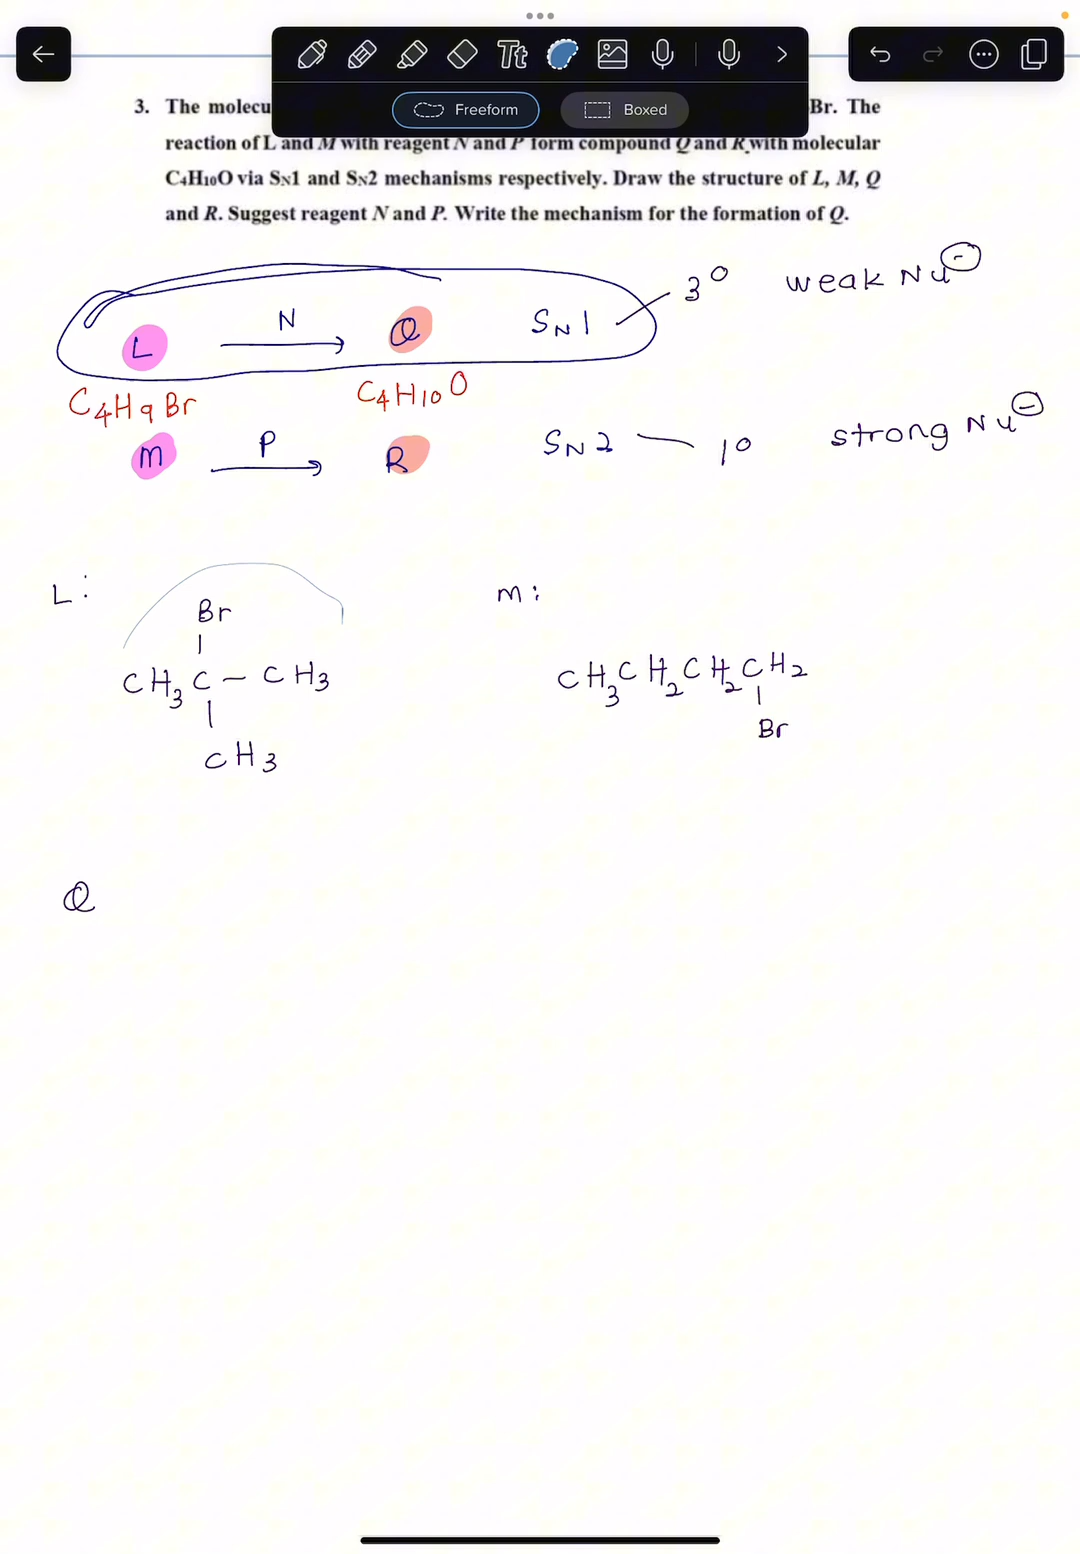 Tt
Freeform
Boxed
3. The molecu Br. The
reaction of L and M with reagent N and P form compound Q and R with molecular
C₄H₁₀O via SN1 and SN2 mechanisms respectively. Draw the structure of L, M, Q
and R. Suggest reagent N and P. Write the mechanism for the formation of Q.
L N Q SN1 3° weak Nu⊖
C₄H₉Br C₄H₁₀O
M P R SN2 1° strong Nu⊖
L: m:
Br
CH₃C-CH₃
CH₃
CH₃CH₂CH₂CH₂
Br
Q